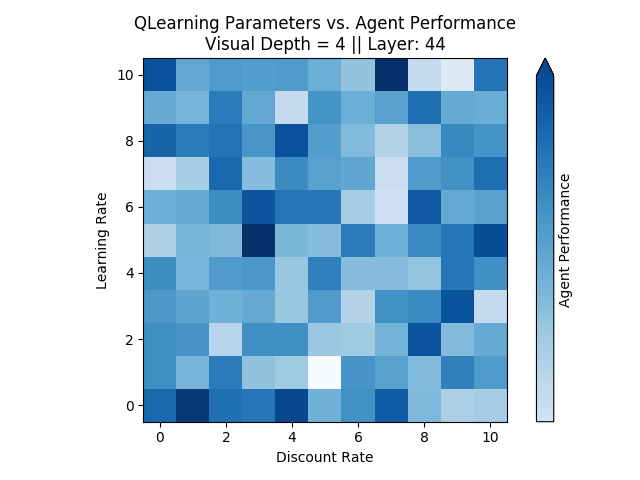 QLearning Parameters vs. Agent Performance
Visual Depth = 4 || Layer: 44
10
8
6
4
2
0
Learning Rate
0 2 4 6 8 10
Discount Rate
Agent Performance